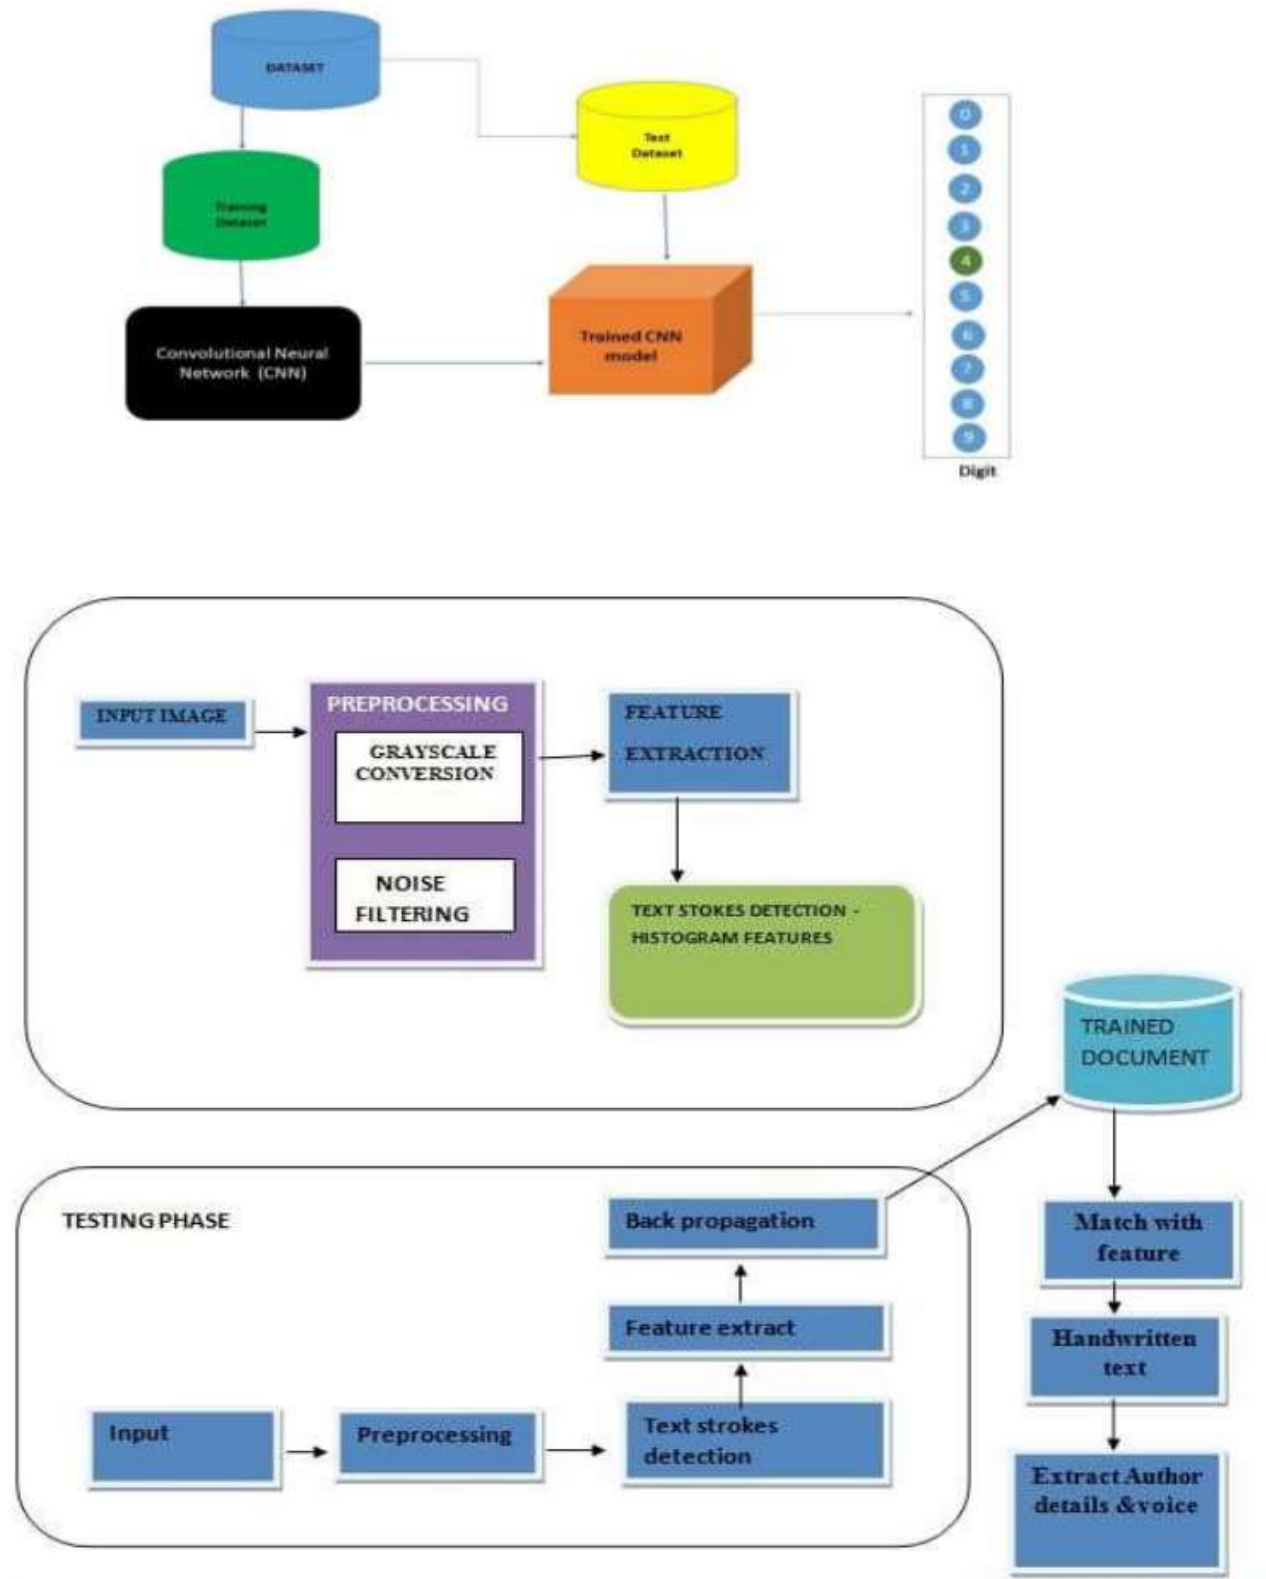 DATASET
Test
Dataset
Training
Dataset
Convolutional Neural
Network (CNN)
Trained CNN
model
0
1
2
3
4
5
6
7
8
9
Digit
INPUT IMAGE
PREPROCESSING
GRAYSCALE
CONVERSION
NOISE
FILTERING
FEATURE
EXTRACTION
TEXT STOKES DETECTION -
HISTOGRAM FEATURES
TRAINED
DOCUMENT
TESTING PHASE
Back propagation
Feature extract
Input
Preprocessing
Text strokes
detection
Match with
feature
Handwritten
text
Extract Author
details &voice